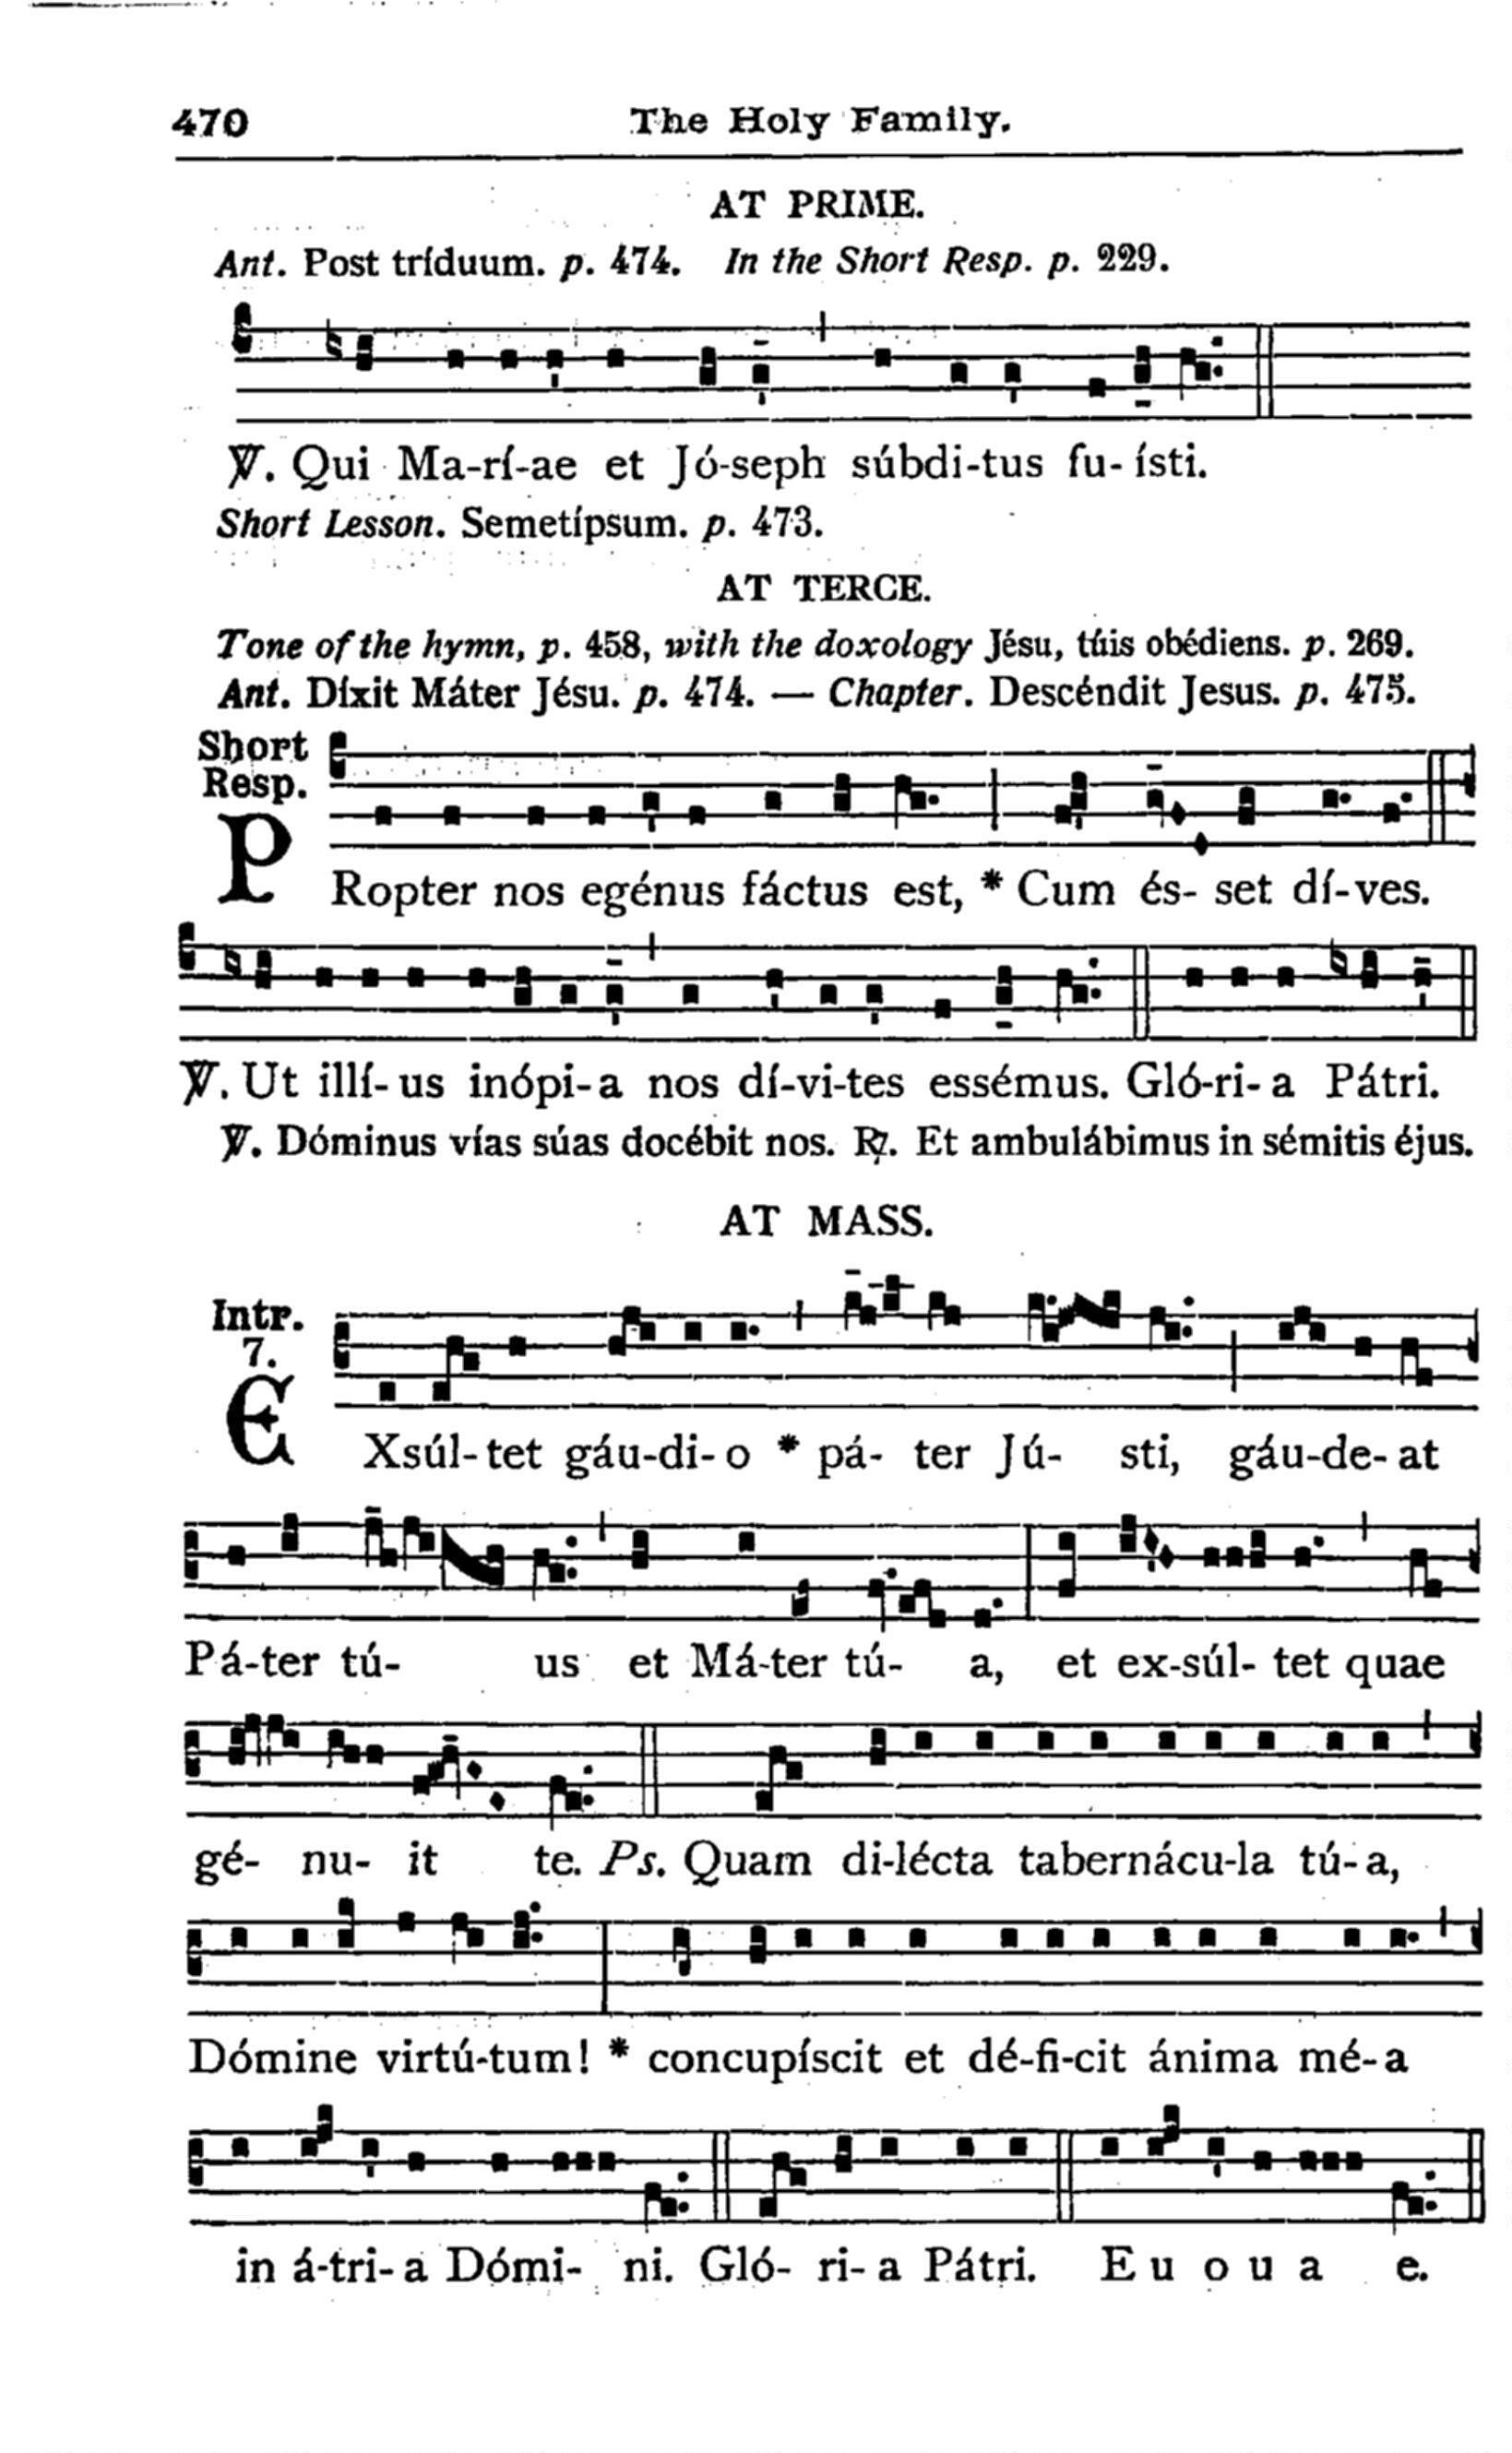 470 The Holy Family.
AT PRIME.
Ant. Post tríduum. p. 474. In the Short Resp. p. 229.
℣. Qui Ma-rí-ae et Jó-seph súbdi-tus fu- ísti.
Short Lesson. Semetípsum. p. 473.
AT TERCE.
Tone of the hymn, p. 458, with the doxology Jésu, túis obédiens. p. 269.
Ant. Díxit Máter Jésu. p. 474. — Chapter. Descéndit Jesus. p. 475.
Short
Resp.
PRopter nos egénus fáctus est, * Cum és- set dí-ves.
℣. Ut illí- us inópi- a nos dí-vi-tes essémus. Gló-ri- a Pátri.
℣. Dóminus vías súas docébit nos. ℟. Et ambulábimus in sémitis éjus.
AT MASS.
Intr.
7.
EXsúl- tet gáu-di- o * pá- ter Jú- sti, gáu-de- at
Pá-ter tú- us et Má-ter tú- a, et ex-súl- tet quae
gé- nu- it te. Ps. Quam di-lécta tabernácu-la tú- a,
Dómine virtú-tum! * concupíscit et dé-fi-cit ánima mé- a
in á-tri- a Dómi- ni. Gló- ri- a Pátri. E u o u a e.